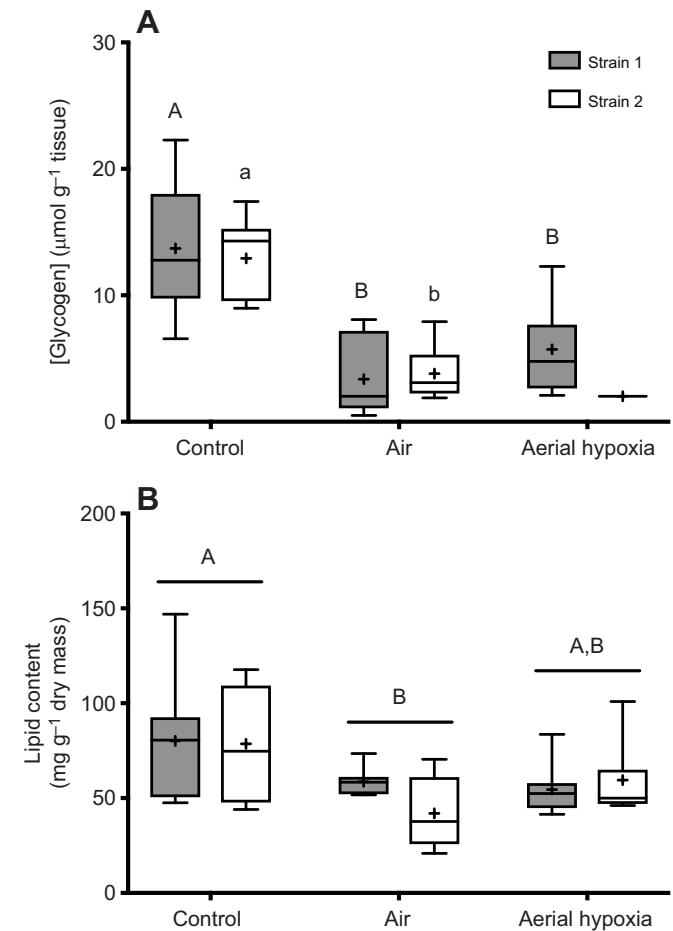 A
30
20
10
0
[Glycogen] (μmol g⁻¹ tissue)
Strain 1
Strain 2
A
a
B
b
B
Control
Air
Aerial hypoxia
B
200
150
100
50
0
Lipid content
(mg g⁻¹ dry mass)
A
B
A,B
Control
Air
Aerial hypoxia